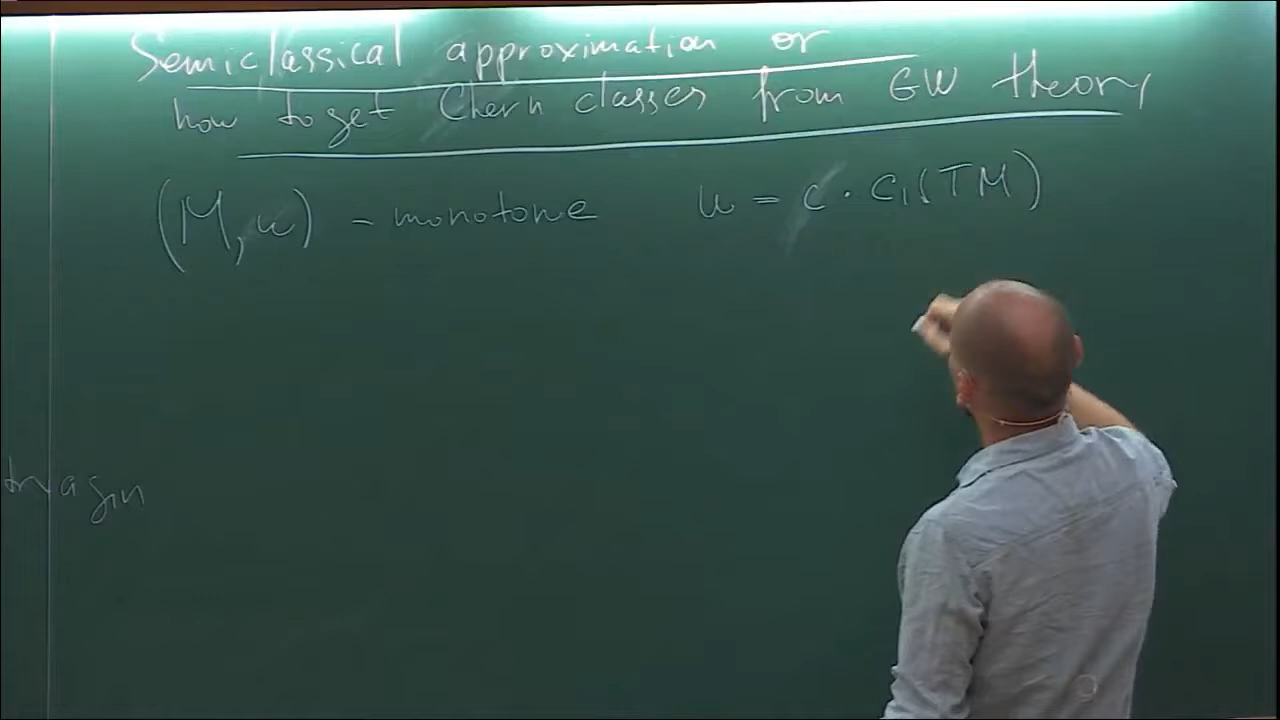 Semiclassical approximation or
how to get Chern classes from GW theory
(M, ω) - monotone ω = c · c₁(TM)